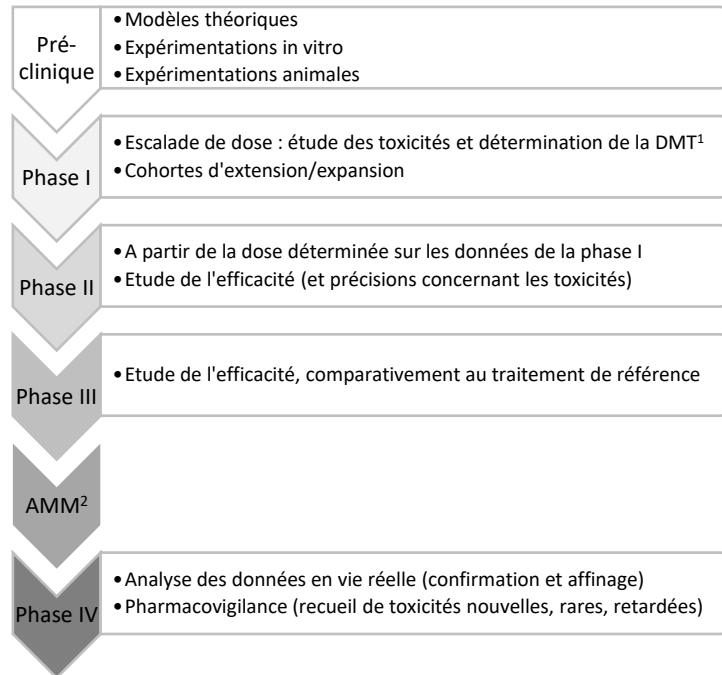 Pré-
clinique
•Modèles théoriques
•Expérimentations in vitro
•Expérimentations animales
Phase I
•Escalade de dose : étude des toxicités et détermination de la DMT¹
•Cohortes d'extension/expansion
Phase II
•A partir de la dose déterminée sur les données de la phase I
•Etude de l'efficacité (et précisions concernant les toxicités)
Phase III
•Etude de l'efficacité, comparativement au traitement de référence
AMM²
Phase IV
•Analyse des données en vie réelle (confirmation et affinage)
•Pharmacovigilance (recueil de toxicités nouvelles, rares, retardées)